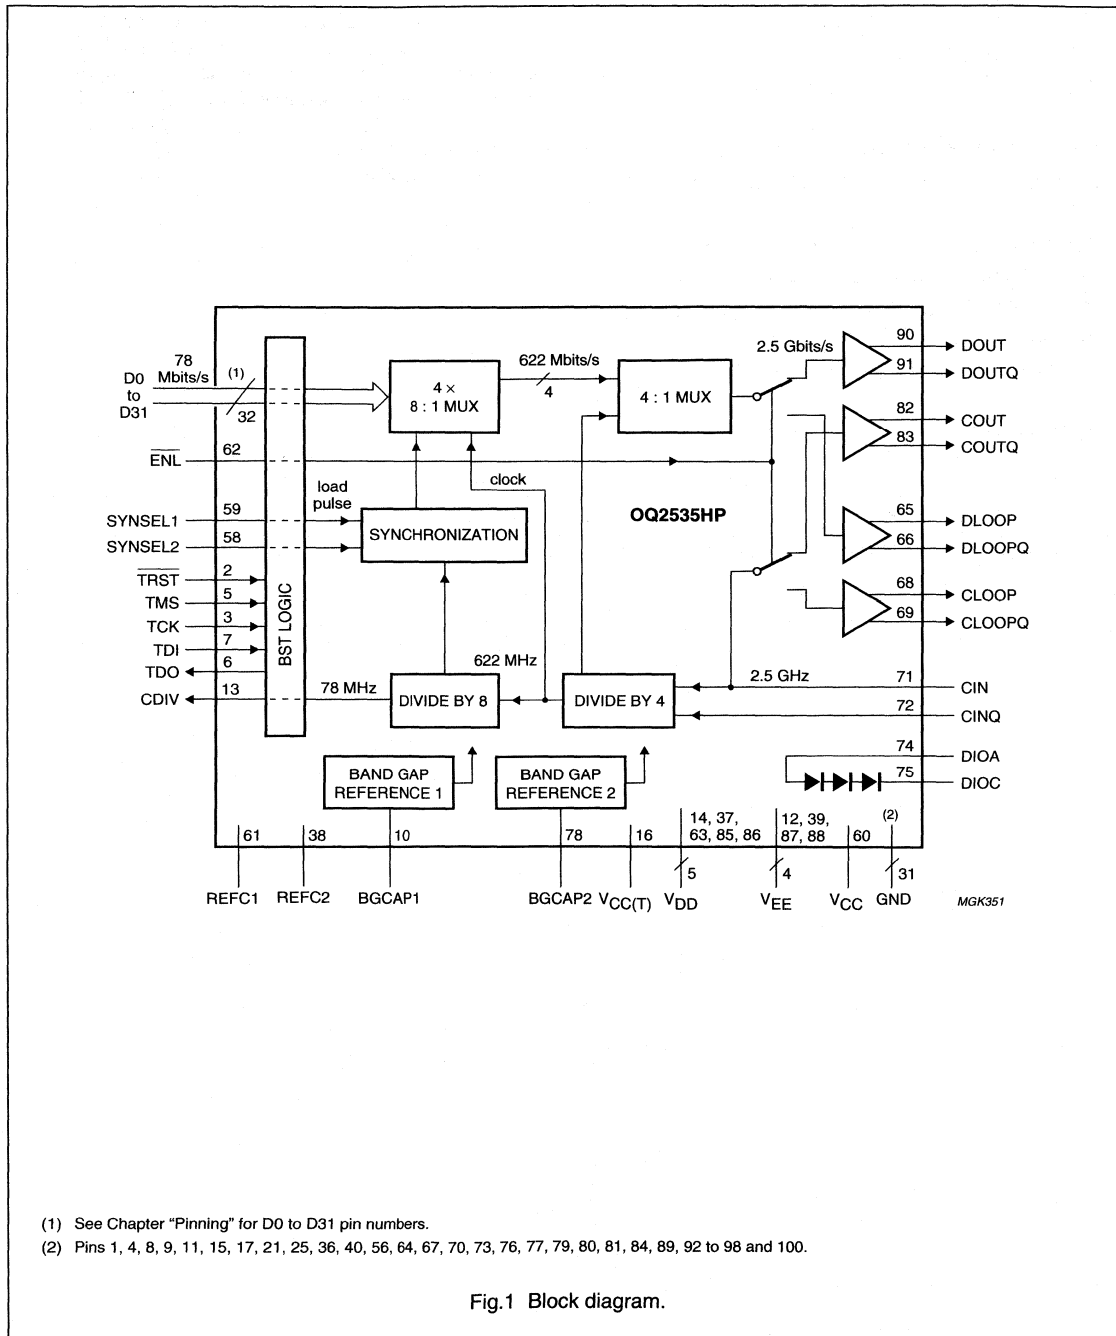 78
Mbits/s
(1)
D0
to
D31
32
4 ×
8 : 1 MUX
622 Mbits/s
4
4 : 1 MUX
2.5 Gbits/s
90
DOUT
91
DOUTQ
82
COUT
83
COUTQ
ENL
62
clock
load
pulse
OQ2535HP
SYNSEL1
59
SYNSEL2
58
SYNCHRONIZATION
65
DLOOP
66
DLOOPQ
TRST
2
TMS
5
TCK
3
TDI
7
TDO
6
CDIV
13
BST LOGIC
68
CLOOP
69
CLOOPQ
78 MHz
DIVIDE BY 8
622 MHz
DIVIDE BY 4
2.5 GHz
71
CIN
72
CINQ
74
DIOA
75
DIOC
BAND GAP
REFERENCE 1
BAND GAP
REFERENCE 2
61
38
10
78
16
14, 37,
63, 85, 86
12, 39,
87, 88
60
(2)
5
4
31
REFC1
REFC2
BGCAP1
BGCAP2
VCC(T)
VDD
VEE
VCC
GND
MGK351
(1) See Chapter "Pinning" for D0 to D31 pin numbers.
(2) Pins 1, 4, 8, 9, 11, 15, 17, 21, 25, 36, 40, 56, 64, 67, 70, 73, 76, 77, 79, 80, 81, 84, 89, 92 to 98 and 100.
Fig.1 Block diagram.